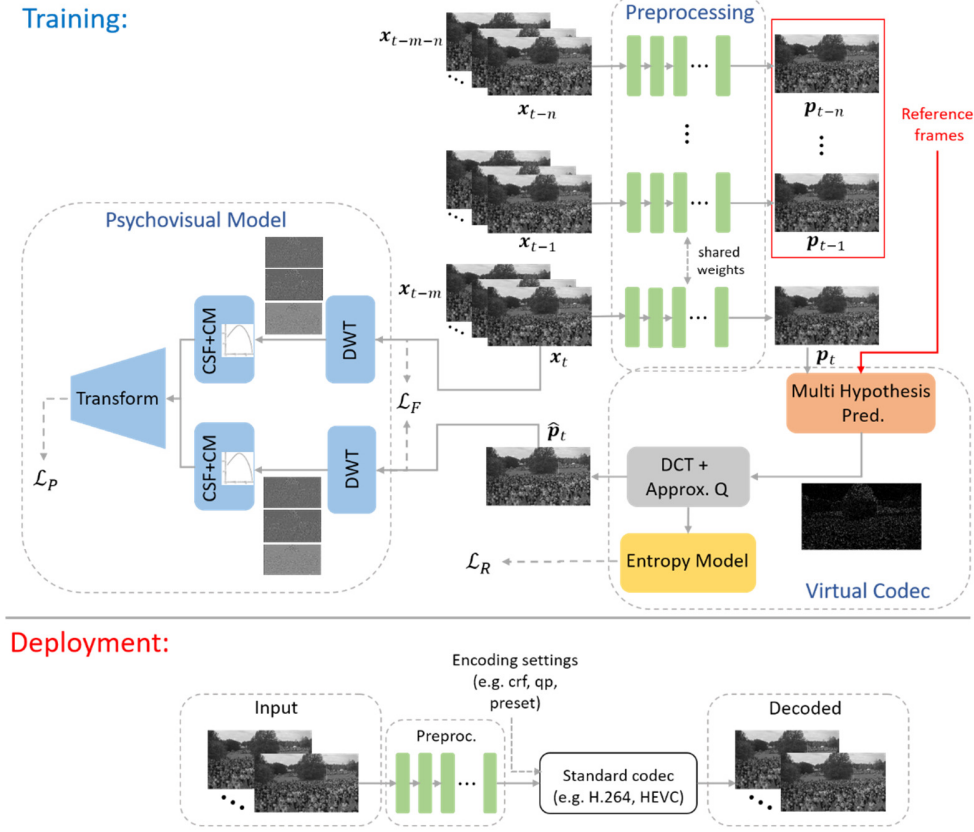 Training:
Preprocessing
x_{t-m-n}
x_{t-n}
p_{t-n}
Reference
frames
x_{t-1}
p_{t-1}
shared
weights
Psychovisual Model
x_{t-m}
x_t
p_t
CSF+CM
DWT
Transform
ℒ_F
ℒ_P
CSF+CM
DWT
p̂_t
Multi Hypothesis
Pred.
DCT +
Approx. Q
Entropy Model
ℒ_R
Virtual Codec
Deployment:
Encoding settings
(e.g. crf, qp,
preset)
Input
Preproc.
Standard codec
(e.g. H.264, HEVC)
Decoded